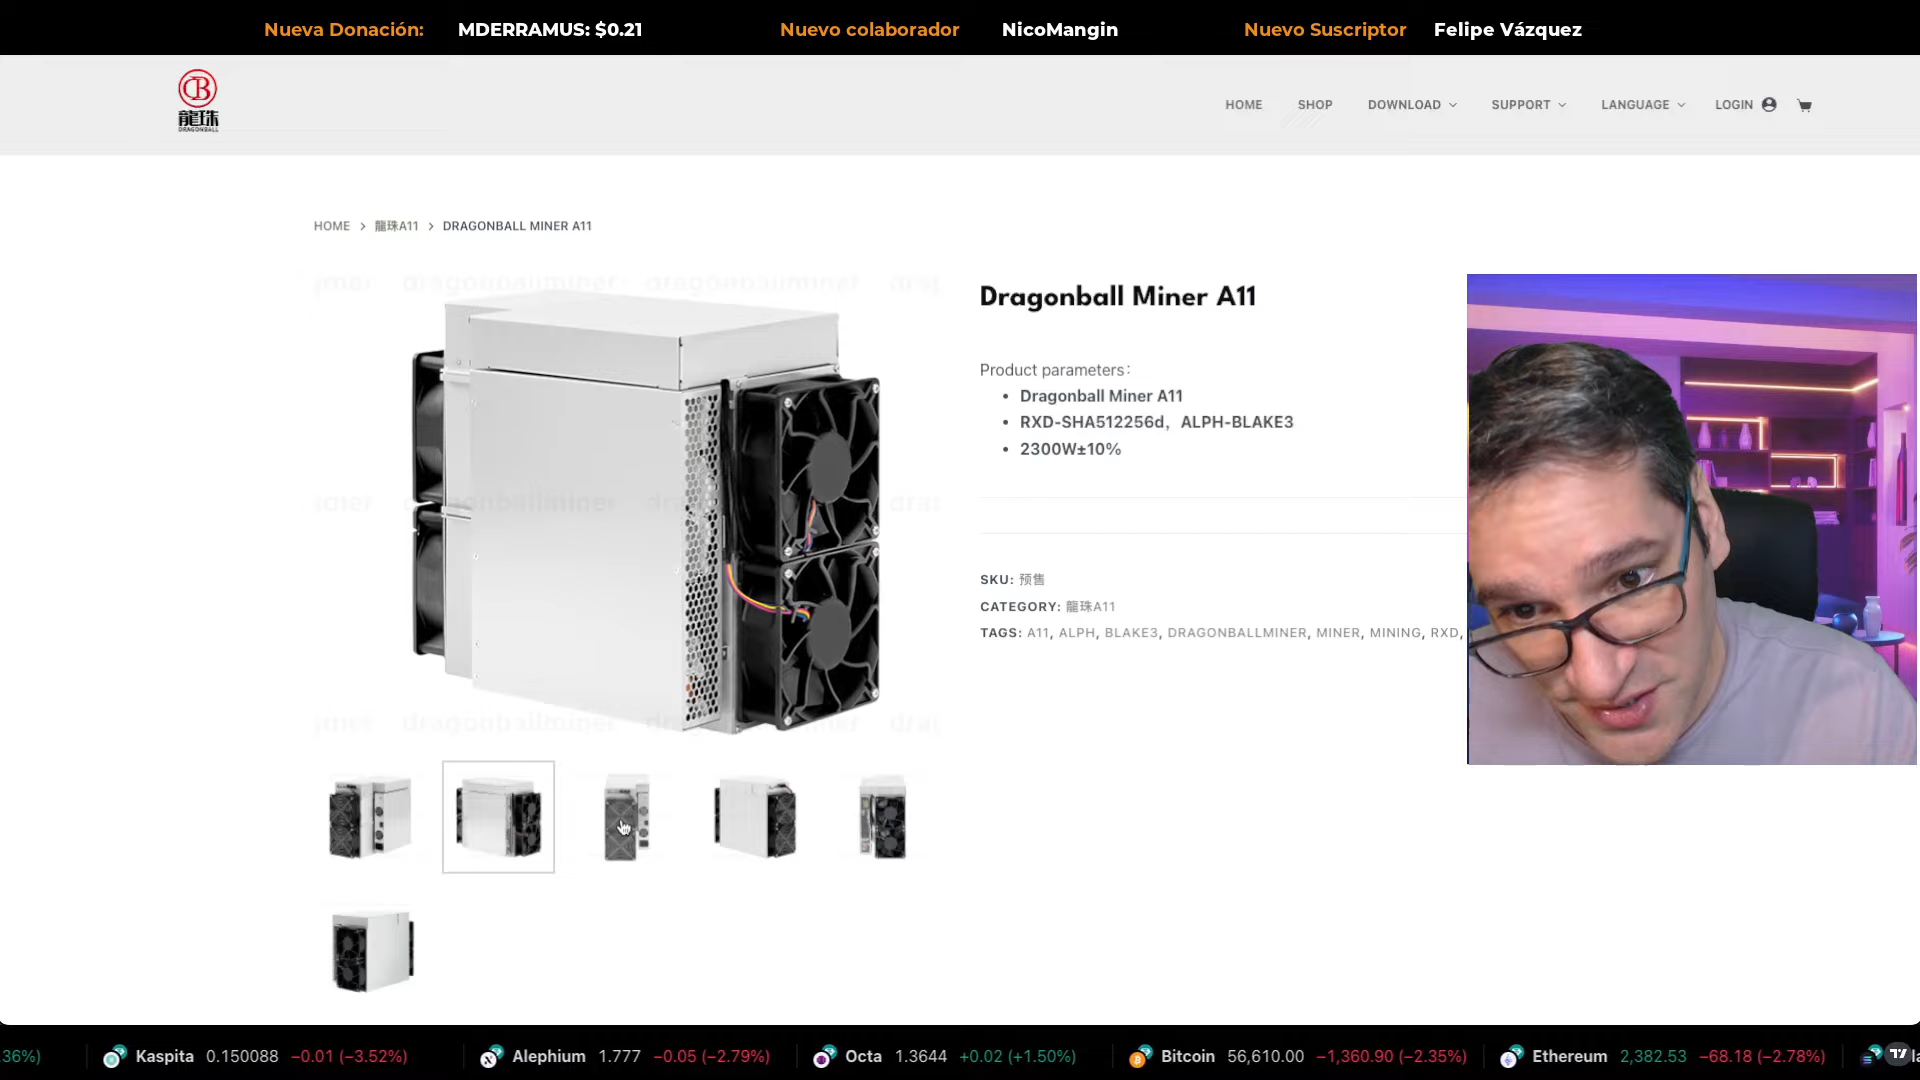 Nueva Donación: MDERRAMUS: $0.21 Nuevo colaborador NicoMangin Nuevo Suscriptor Felipe Vázquez
龍珠
DRAGONBALL
HOME SHOP DOWNLOAD SUPPORT LANGUAGE LOGIN
HOME > 龍珠A11 > DRAGONBALL MINER A11
dragonballminer dragonballminer
Dragonball Miner A11
Product parameters：
• Dragonball Miner A11
• RXD-SHA512256d，ALPH-BLAKE3
• 2300W±10%
dragonballminer
SKU: 预售
CATEGORY: 龍珠A11
TAGS: A11, ALPH, BLAKE3, DRAGONBALLMINER, MINER, MINING, RXD,
dragonballminer
36%) Kaspita 0.150088 −0.01 (−3.52%) Alephium 1.777 −0.05 (−2.79%) Octa 1.3644 +0.02 (+1.50%) Bitcoin 56,610.00 −1,360.90 (−2.35%) Ethereum 2,382.53 −68.18 (−2.78%)